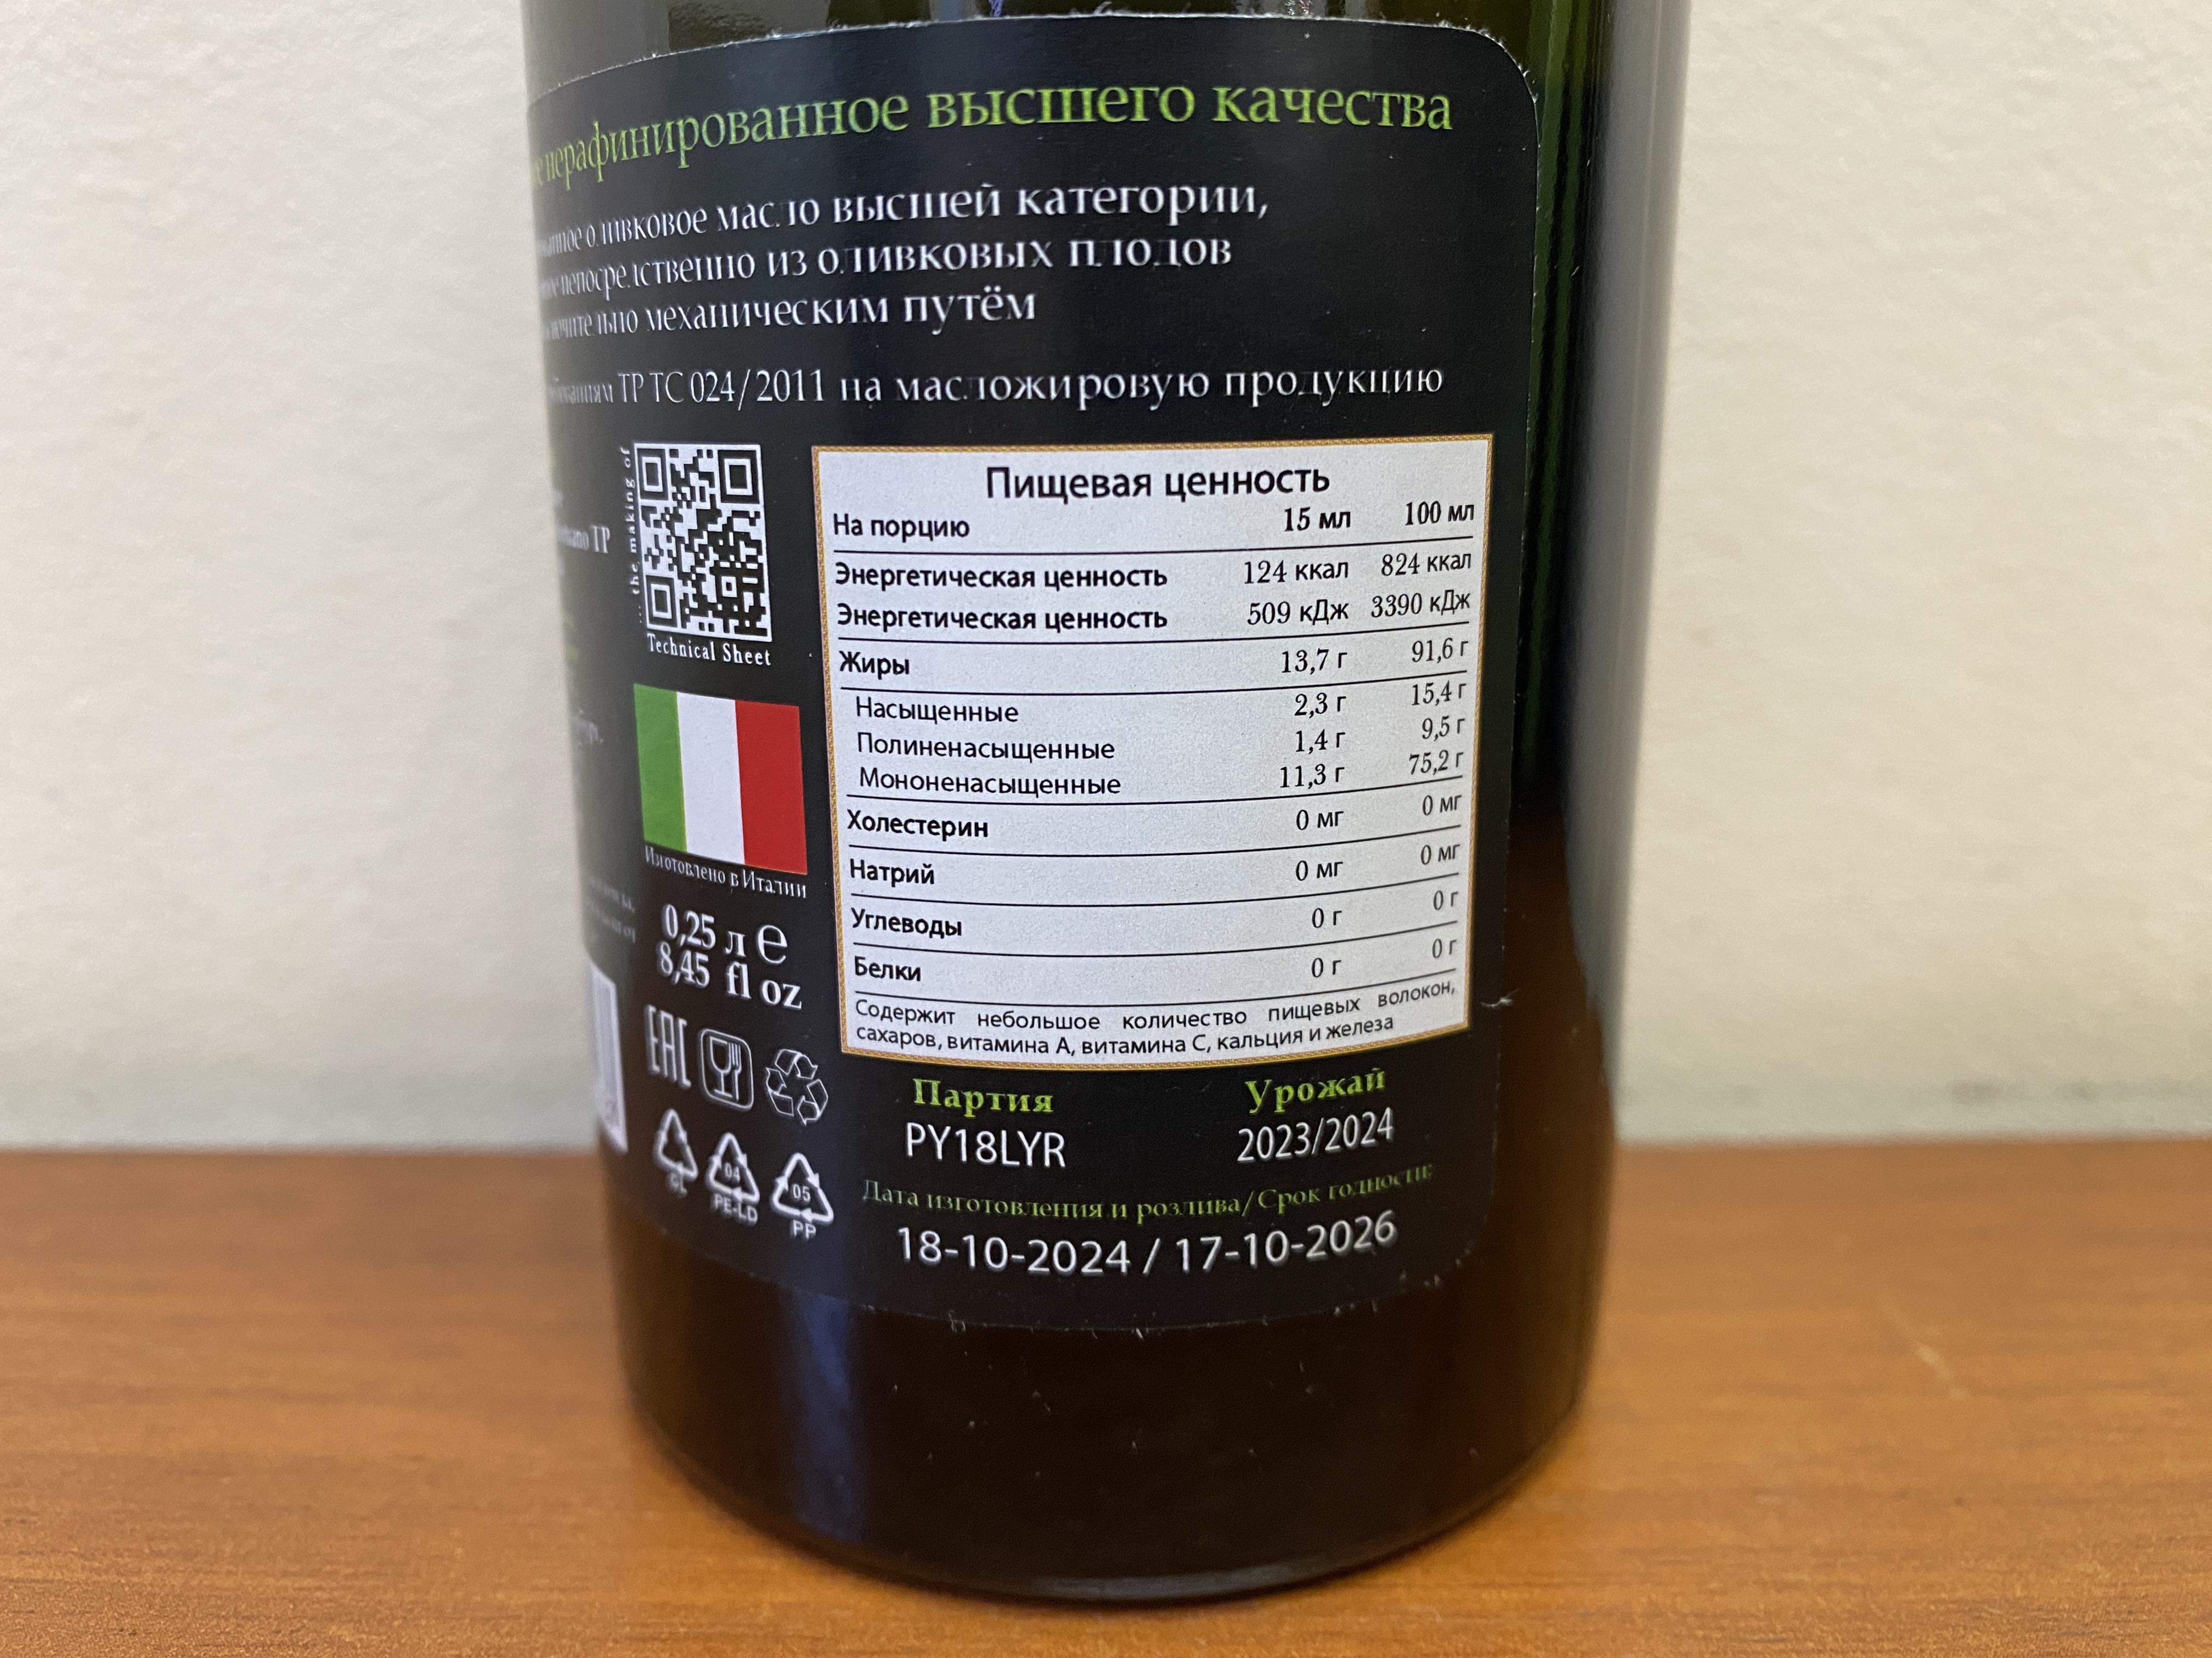 нерафинированное высшего качества
оливковое масло высшей категории,
непосредственно из оливковых плодов
механическим путём
ТР ТС 024/2011 на масложировую продукцию
... the making of
Technical Sheet
TP
Изготовлено в Италии
0,25 л e
8,45 fl oz
EAC
GL
04
PE-LD
05
PP
Пищевая ценность
На порцию 15 мл 100 мл
Энергетическая ценность 124 ккал 824 ккал
Энергетическая ценность 509 кДж 3390 кДж
Жиры 13,7 г 91,6 г
Насыщенные 2,3 г 15,4 г
Полиненасыщенные 1,4 г 9,5 г
Мононенасыщенные 11,3 г 75,2 г
Холестерин 0 мг 0 мг
Натрий 0 мг 0 мг
Углеводы 0 г 0 г
Белки 0 г 0 г
Содержит небольшое количество пищевых волокон,
сахаров, витамина А, витамина С, кальция и железа
Партия Урожай
PY18LYR 2023/2024
Дата изготовления и розлива/Срок годности:
18-10-2024 / 17-10-2026